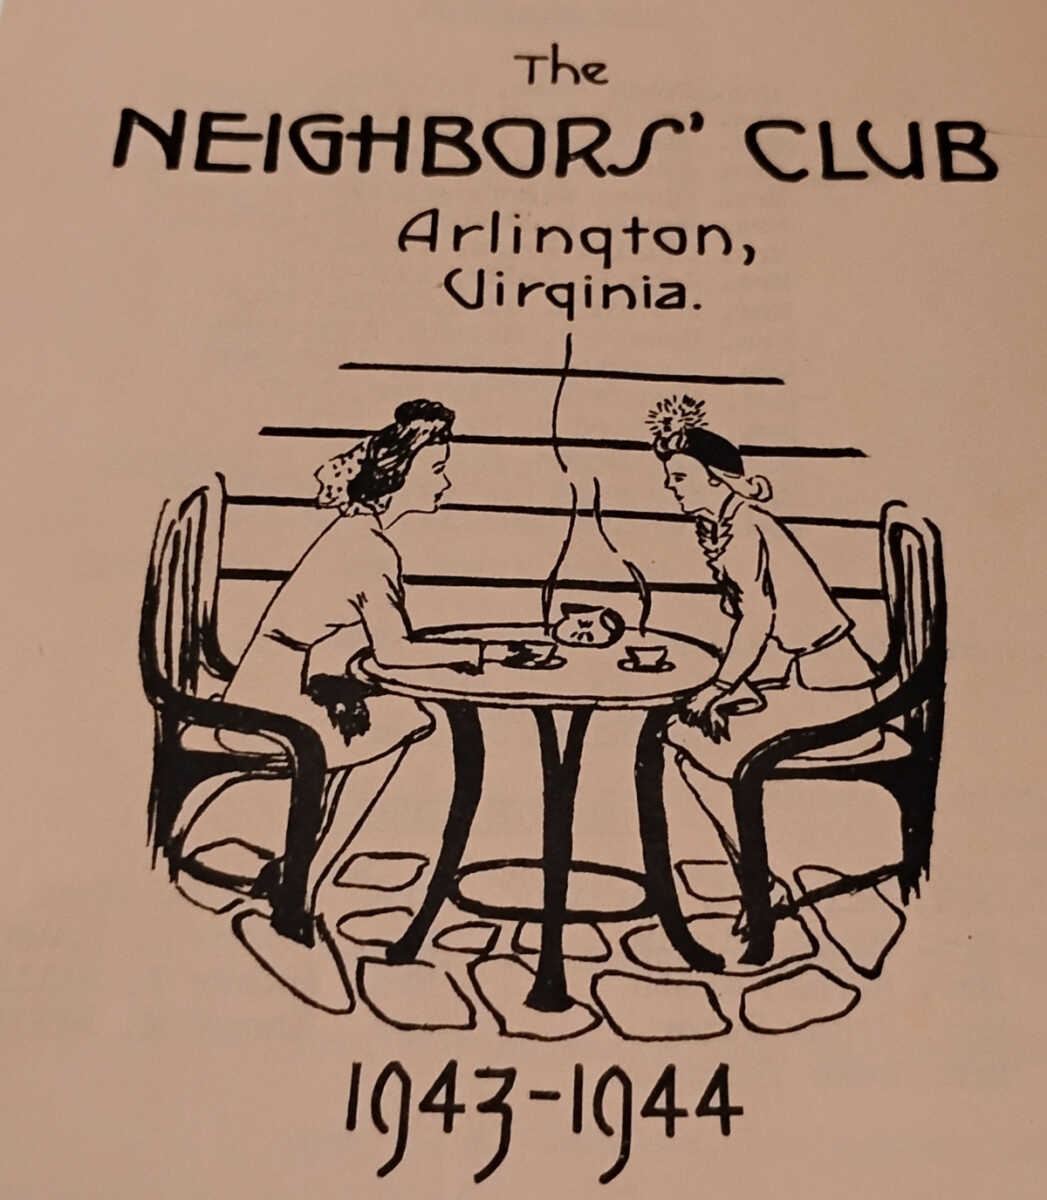 The
NEIGHBORS' CLUB
Arlington,
Virginia.
1943-1944